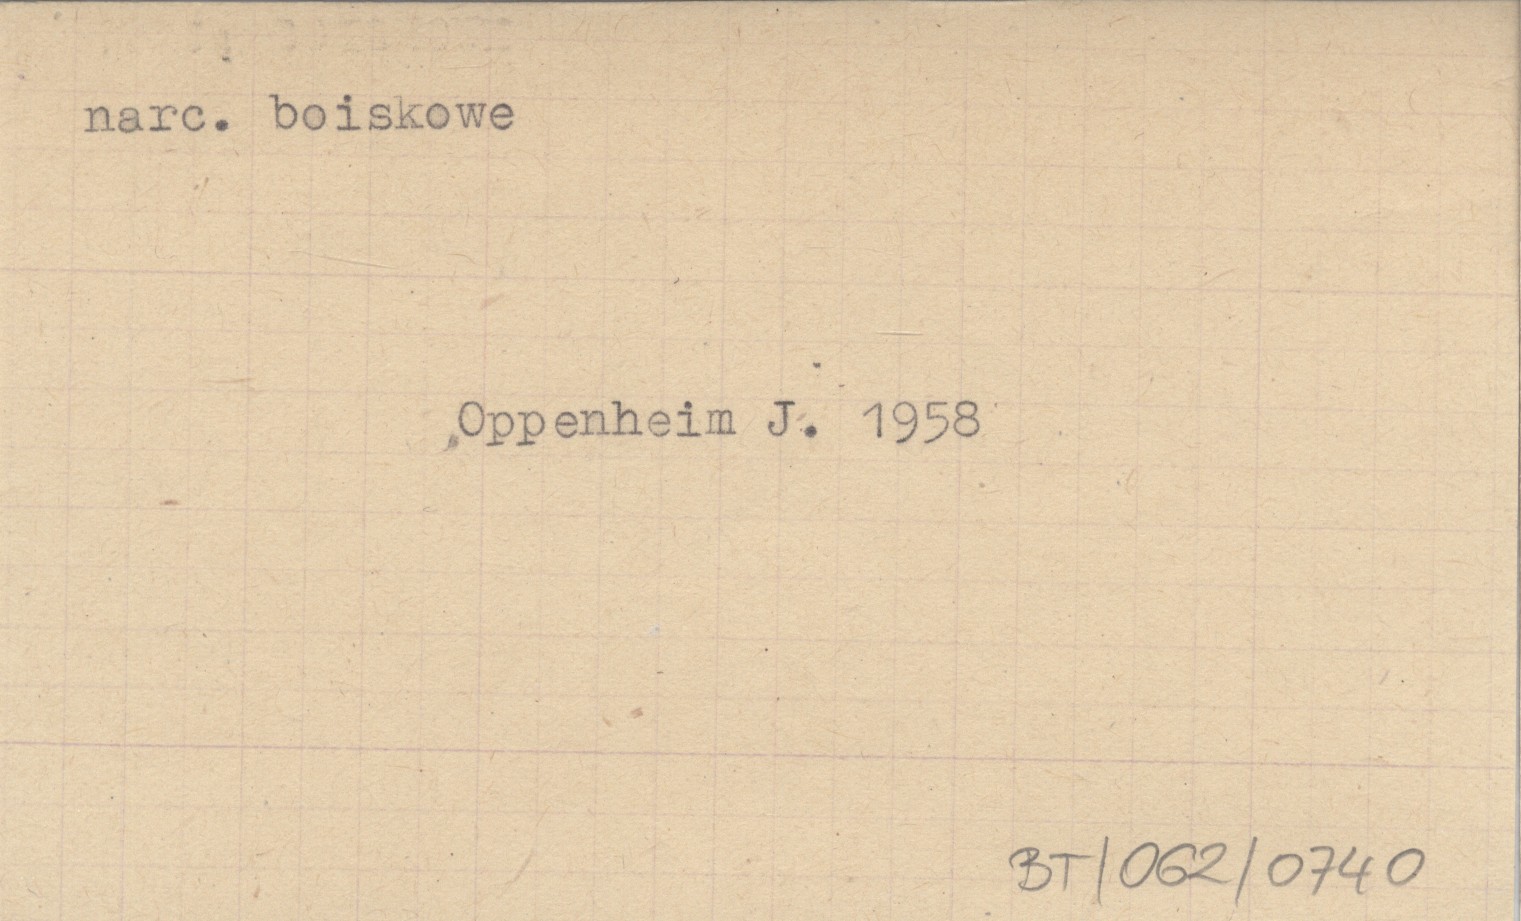 narc. boiskowe
Oppenheim J. 1958
BT/062/0740